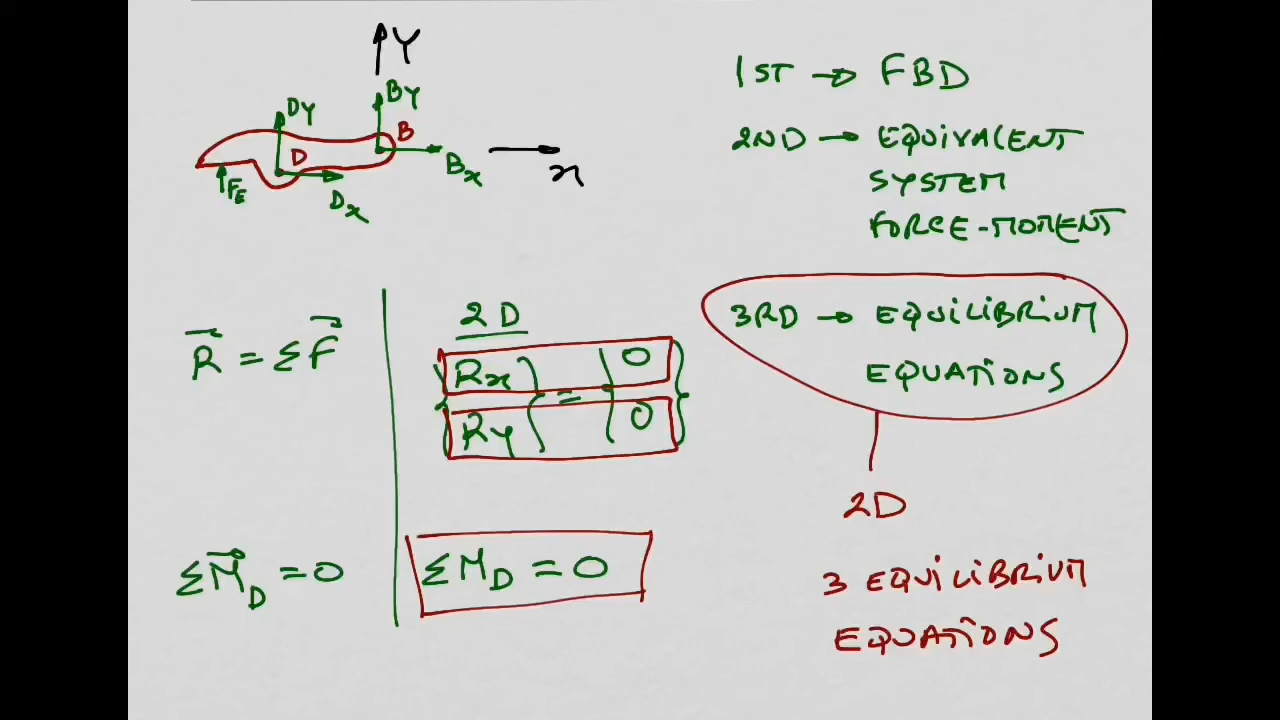 Y
DY
BY
B
D
Bx
x
FE
Dx
1ST → FBD
2ND → EQUIVALENT
SYSTEM
FORCE-MOMENT
3RD → EQUILIBRIUM
EQUATIONS
2D
3 EQUILIBRIUM
EQUATIONS
R = ΣF
2D
{Rx} = {0}
{Ry} = {0}
ΣMD = 0
ΣMD = 0